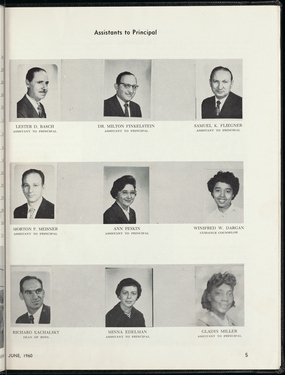 Assistants to Principal
LESTER D. BASCH
ASSISTANT TO PRINCIPAL
DR. MILTON FINKELSTEIN
ASSISTANT TO PRINCIPAL
SAMUEL K. FLIEGNER
ASSISTANT TO PRINCIPAL
MORTON P. MEISNER
ASSISTANT TO PRINCIPAL
ANN PESKIN
ASSISTANT TO PRINCIPAL
WINIFRED W. DARGAN
GUIDANCE COUNSELOR
RICHARD KACHALSKY
DEAN OF BOYS
MINNA EDELMAN
ASSISTANT TO PRINCIPAL
GLADYS MILLER
ASSISTANT TO PRINCIPAL
JUNE, 1960
5